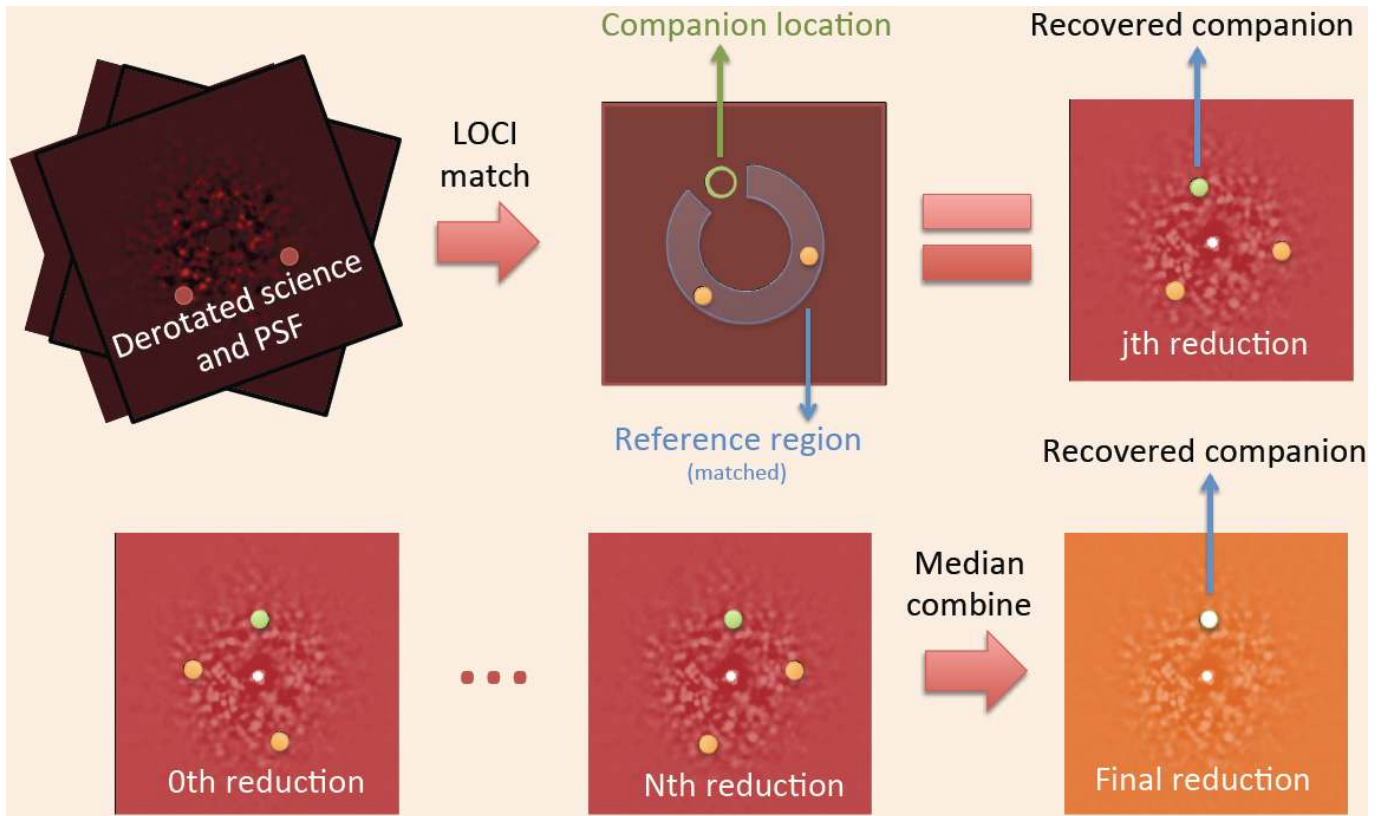 Companion location
Recovered companion
LOCI
match
Derotated science
and PSF
jth reduction
Reference region
(matched)
Recovered companion
Median
combine
0th reduction
Nth reduction
Final reduction